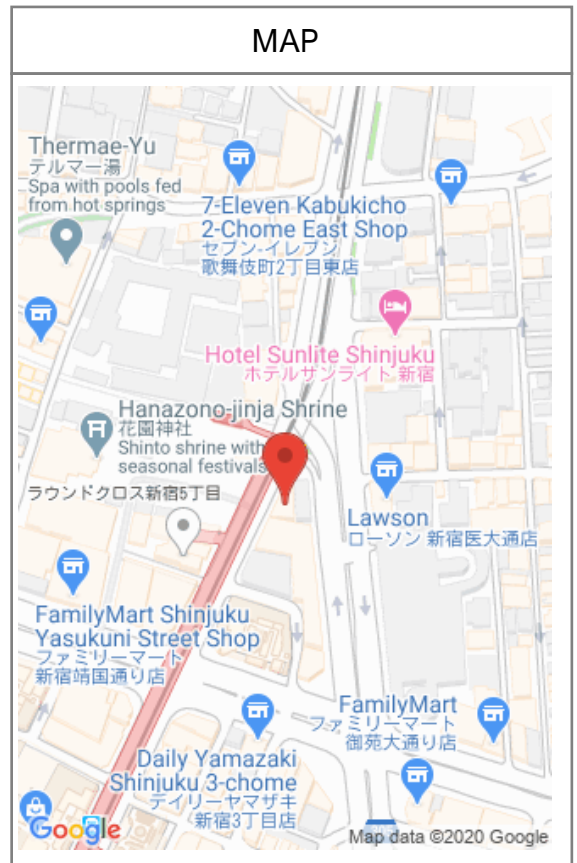 MAP
Thermae-Yu
テルマー湯
Spa with pools fed
from hot springs
7-Eleven Kabukicho
2-Chome East Shop
セブン-イレブン
歌舞伎町2丁目東店
Hotel Sunlite Shinjuku
ホテルサンライト新宿
Hanazono-jinja Shrine
花園神社
Shinto shrine with
seasonal festivals
ラウンドクロス新宿5丁目
Lawson
ローソン 新宿医大通店
FamilyMart Shinjuku
Yasukuni Street Shop
ファミリーマート
新宿靖国通り店
FamilyMart
ファミリーマート
御苑大通り店
Daily Yamazaki
Shinjuku 3-chome
デイリーヤマザキ
新宿3丁目店
Google
Map data ©2020 Google